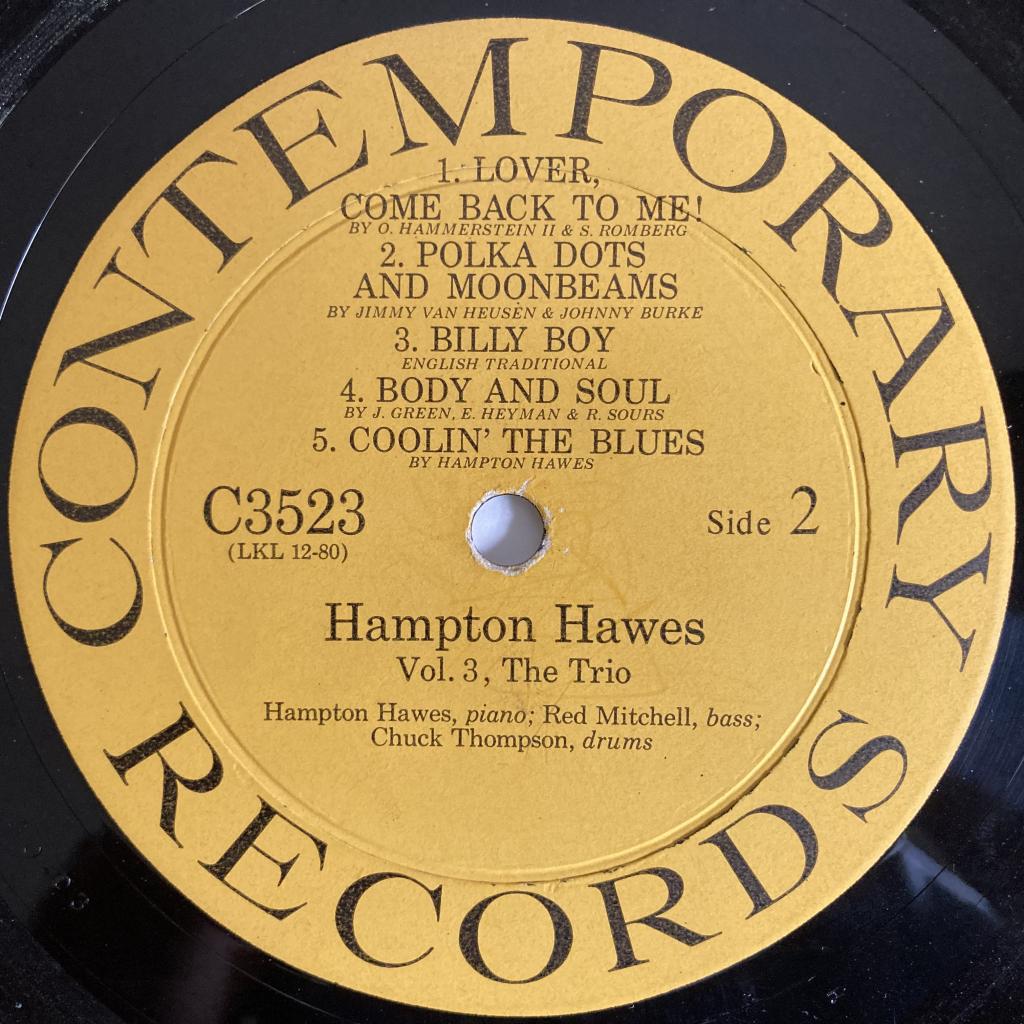 CONTEMPORARY
1. LOVER,
COME BACK TO ME!
BY O. HAMMERSTEIN II & S. ROMBERG
2. POLKA DOTS
AND MOONBEAMS
BY JIMMY VAN HEUSEN & JOHNNY BURKE
3. BILLY BOY
ENGLISH TRADITIONAL
4. BODY AND SOUL
BY J. GREEN, E. HEYMAN & R. SOURS
5. COOLIN' THE BLUES
BY HAMPTON HAWES
C3523
(LKL 12-80)
Side 2
Hampton Hawes
Vol. 3, The Trio
Hampton Hawes, piano; Red Mitchell, bass;
Chuck Thompson, drums
RECORDS